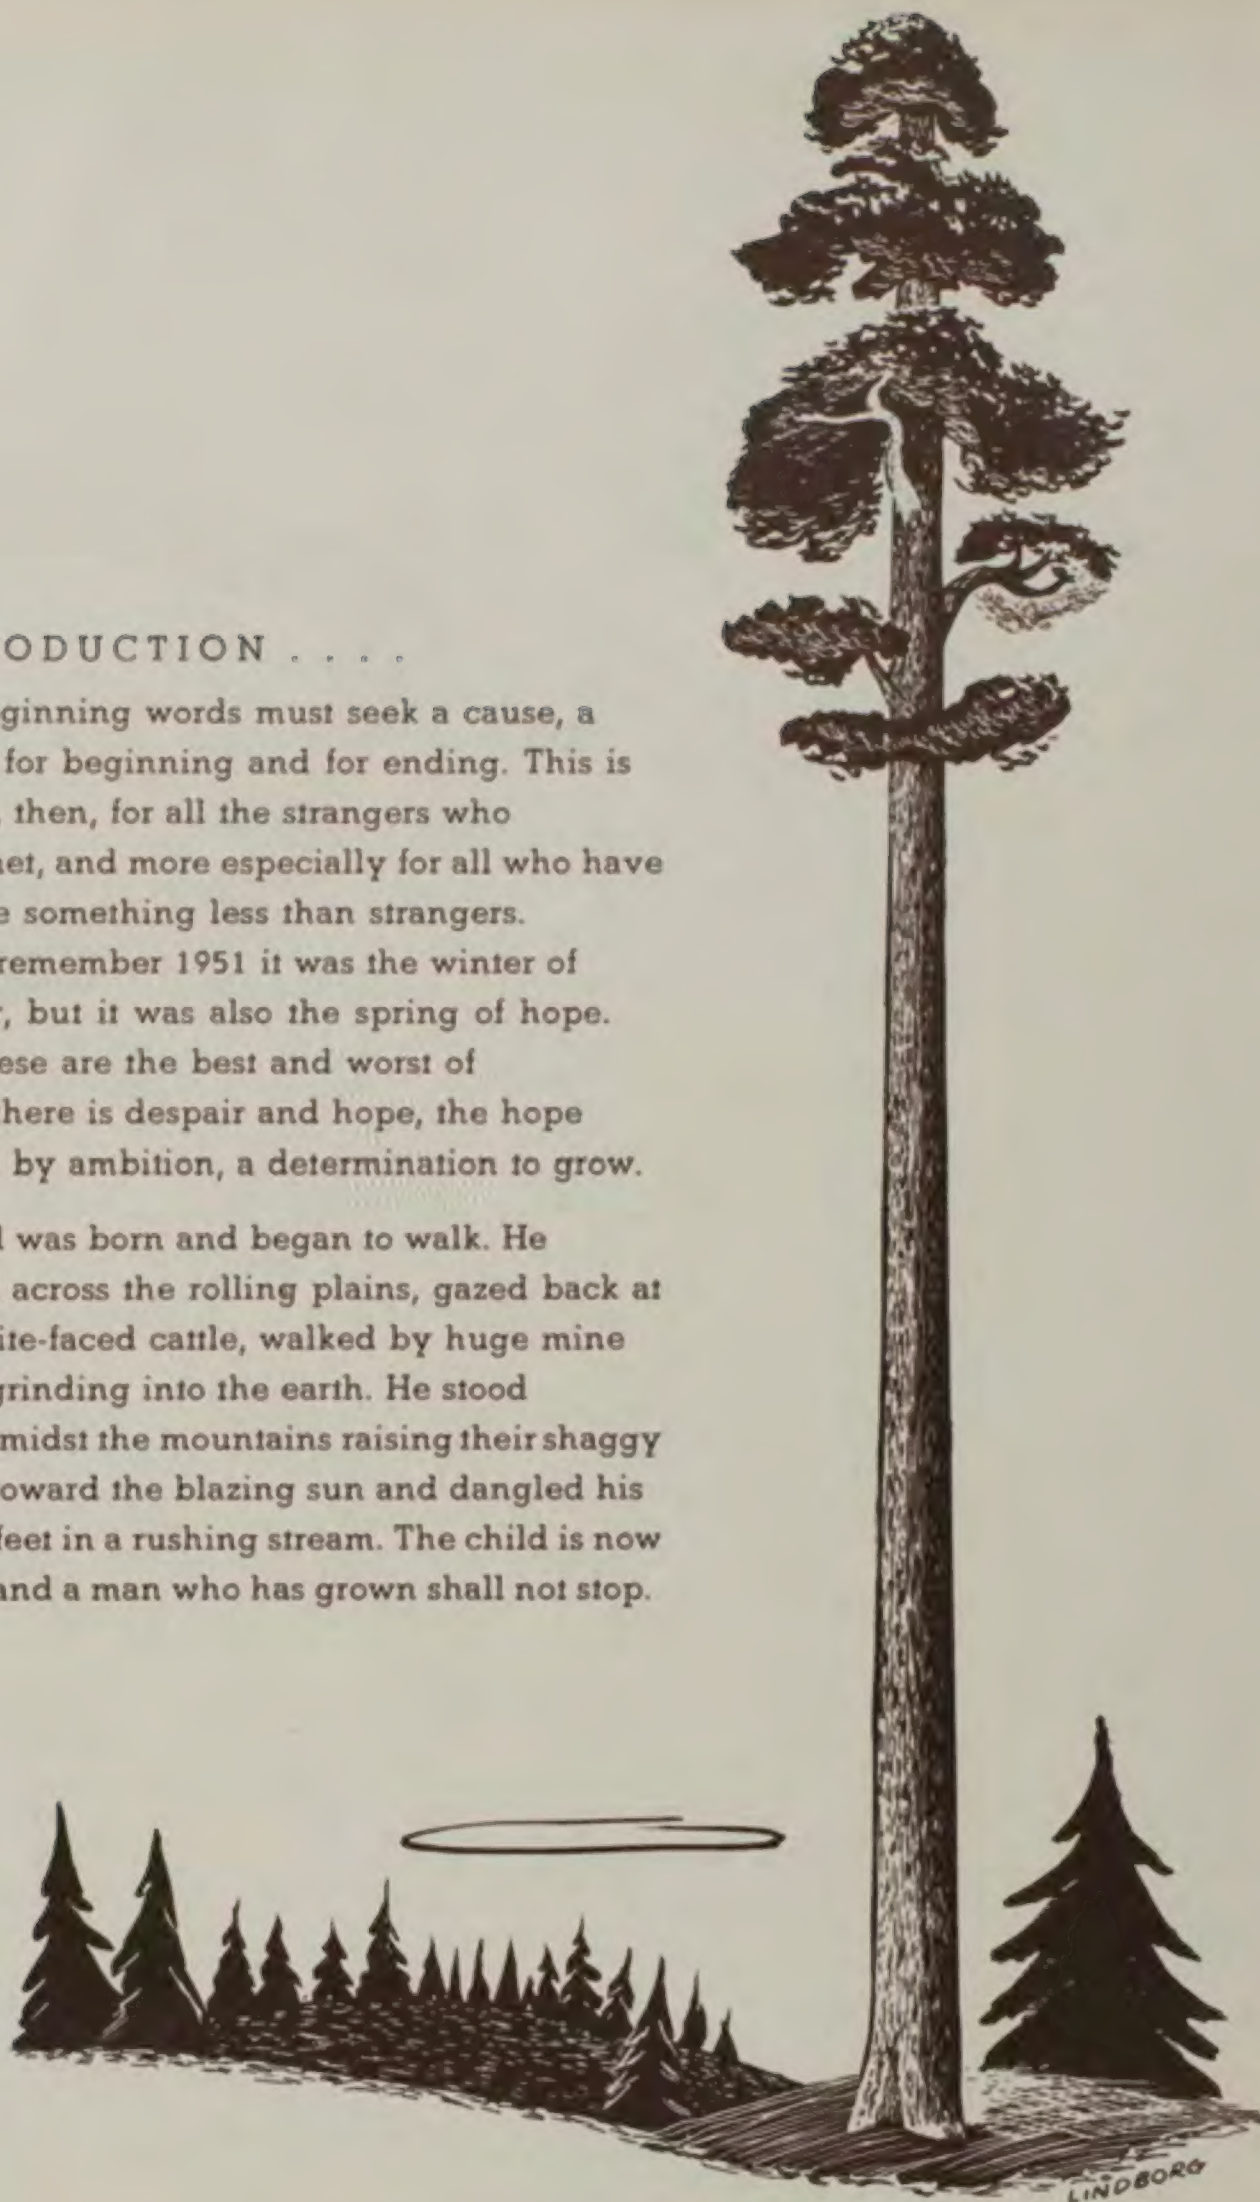 ODUCTION . . . .
ginning words must seek a cause, a
for beginning and for ending. This is
then, for all the strangers who
et, and more especially for all who have
e something less than strangers.
remember 1951 it was the winter of
, but it was also the spring of hope.
ese are the best and worst of
here is despair and hope, the hope
by ambition, a determination to grow.
was born and began to walk. He
across the rolling plains, gazed back at
ite-faced cattle, walked by huge mine
grinding into the earth. He stood
midst the mountains raising their shaggy
oward the blazing sun and dangled his
feet in a rushing stream. The child is now
and a man who has grown shall not stop.
LINDBORG